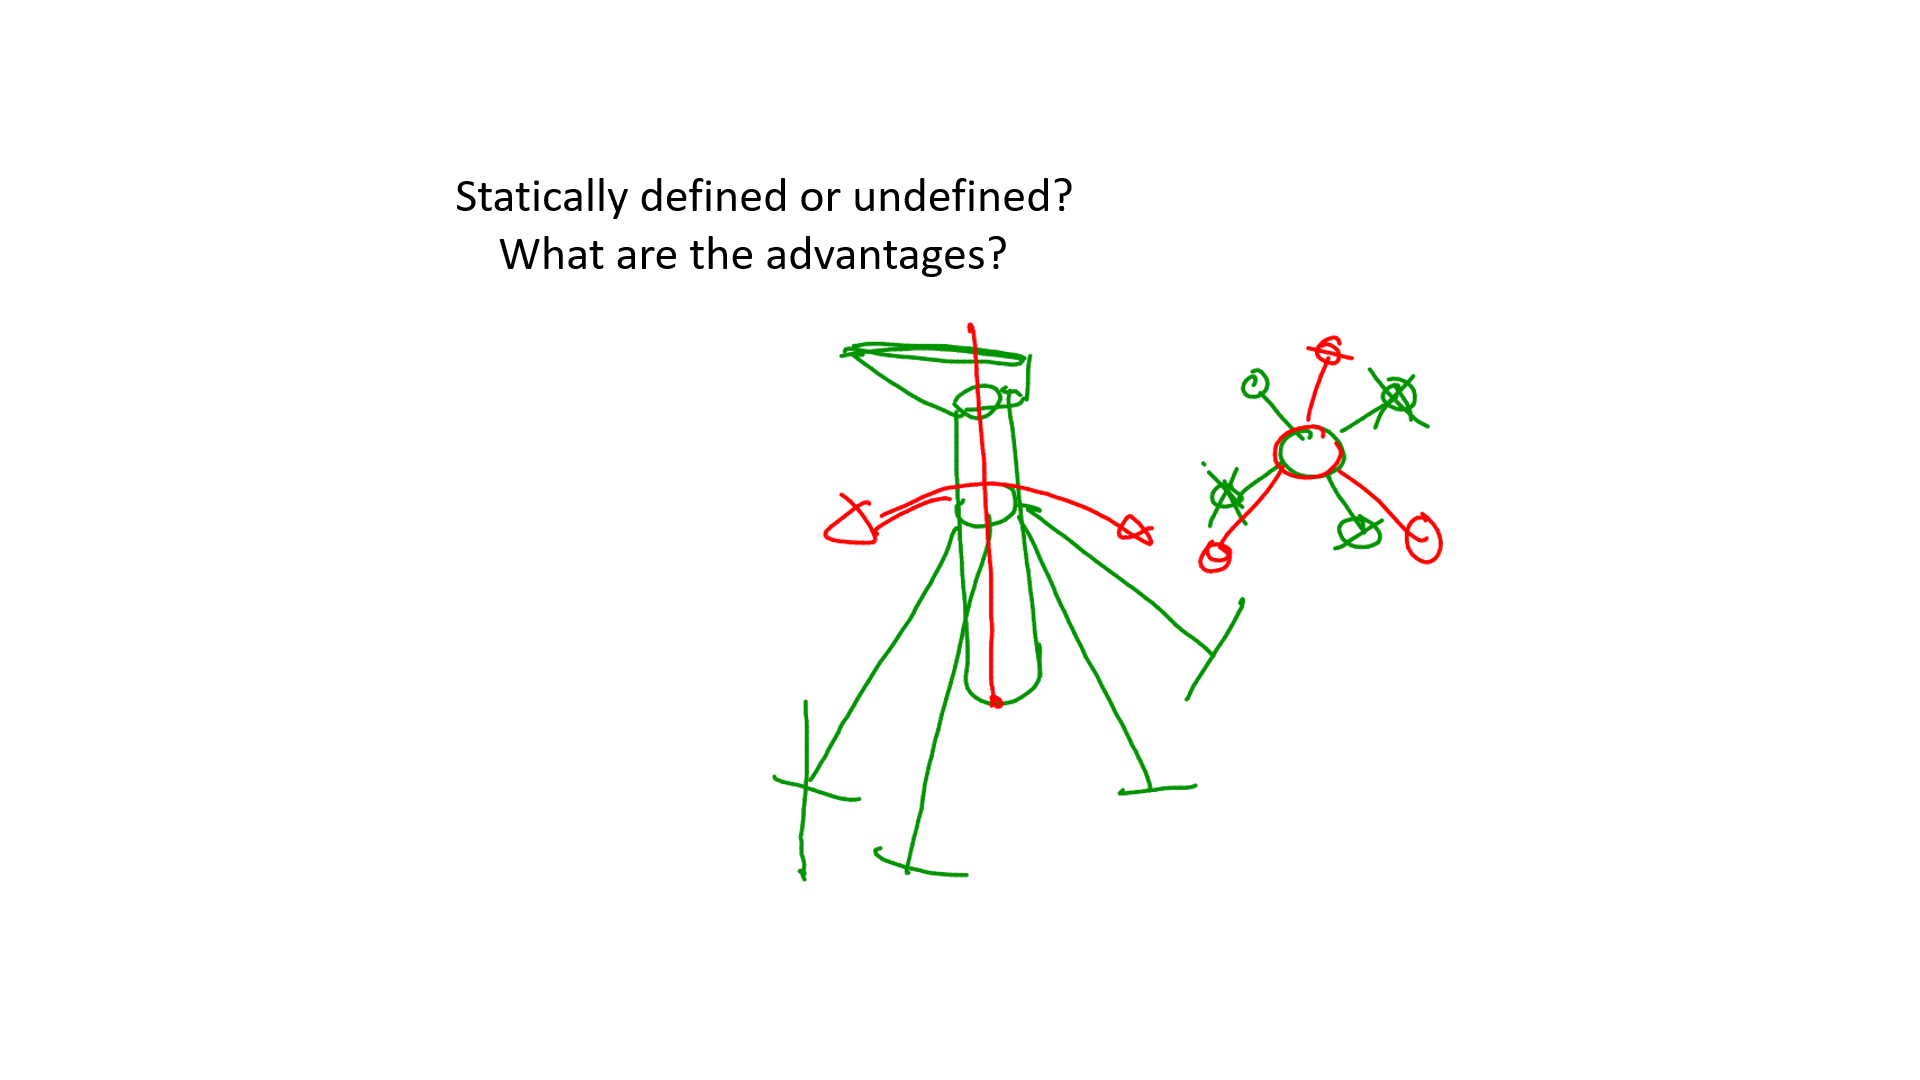 Statically defined or undefined?
What are the advantages?